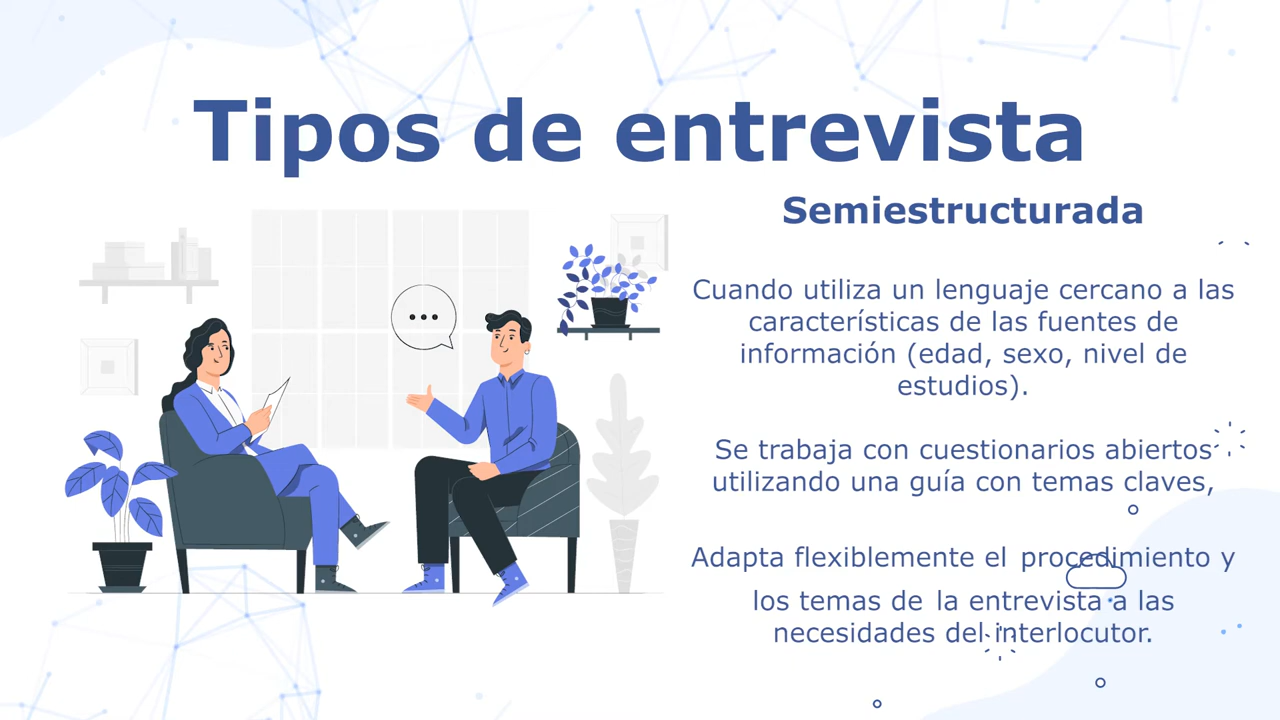 Tipos de entrevista
Semiestructurada
Cuando utiliza un lenguaje cercano a las
características de las fuentes de
información (edad, sexo, nivel de
estudios).
Se trabaja con cuestionarios abiertos
utilizando una guía con temas claves,
Adapta flexiblemente el procedimiento y
los temas de la entrevista a las
necesidades del interlocutor.